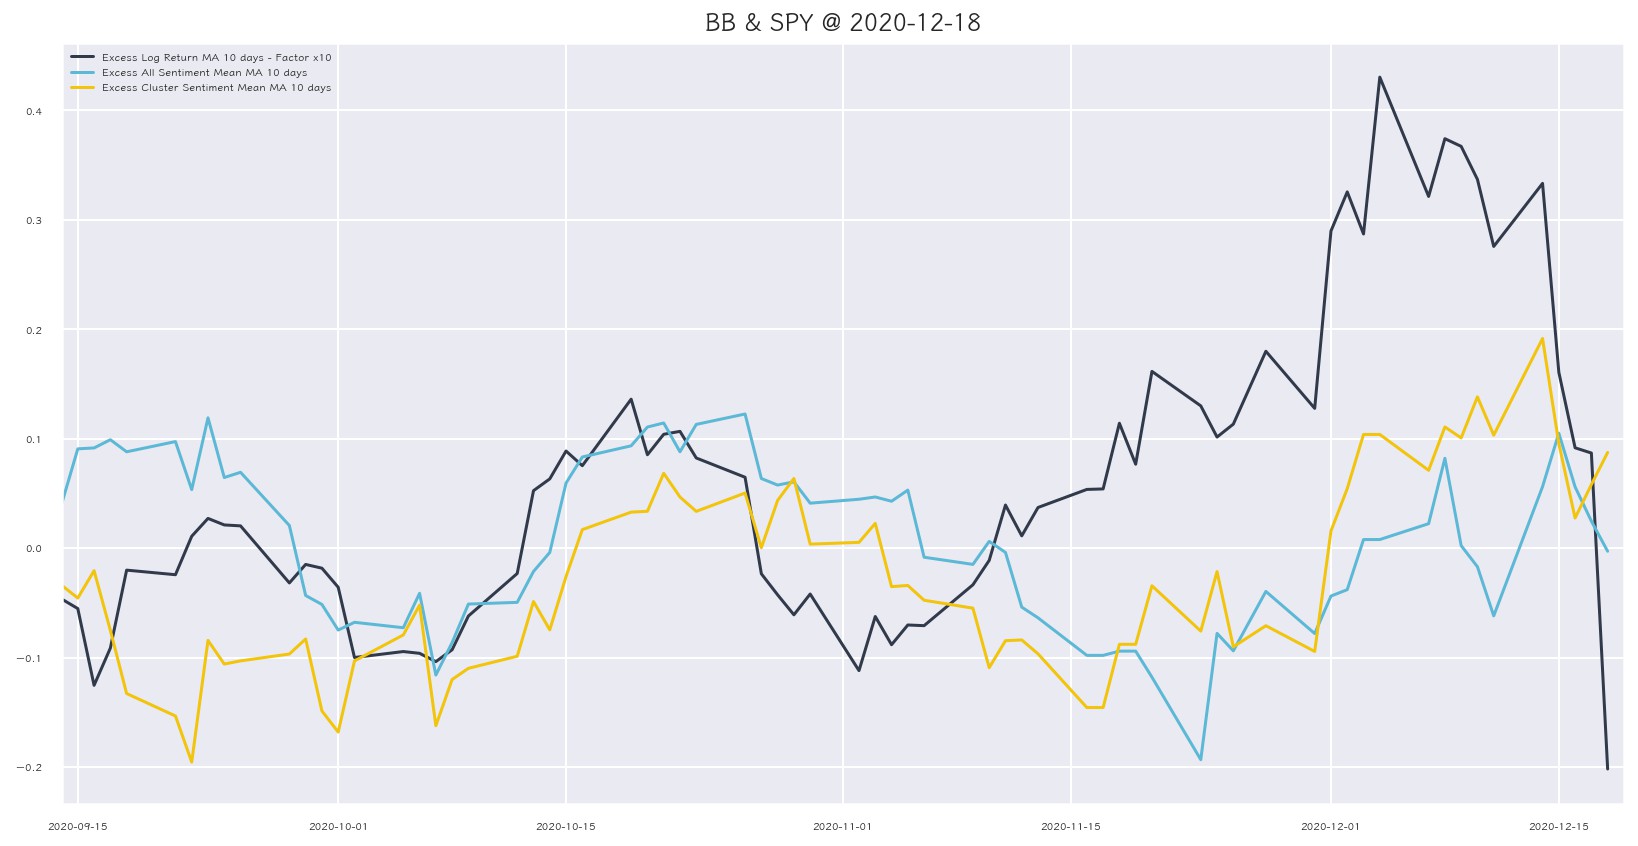 BB & SPY @ 2020-12-18
Excess Log Return MA 10 days - Factor x10
Excess All Sentiment Mean MA 10 days
Excess Cluster Sentiment Mean MA 10 days
0.4
0.3
0.2
0.1
0.0
−0.1
−0.2
2020-09-15 2020-10-01 2020-10-15 2020-11-01 2020-11-15 2020-12-01 2020-12-15